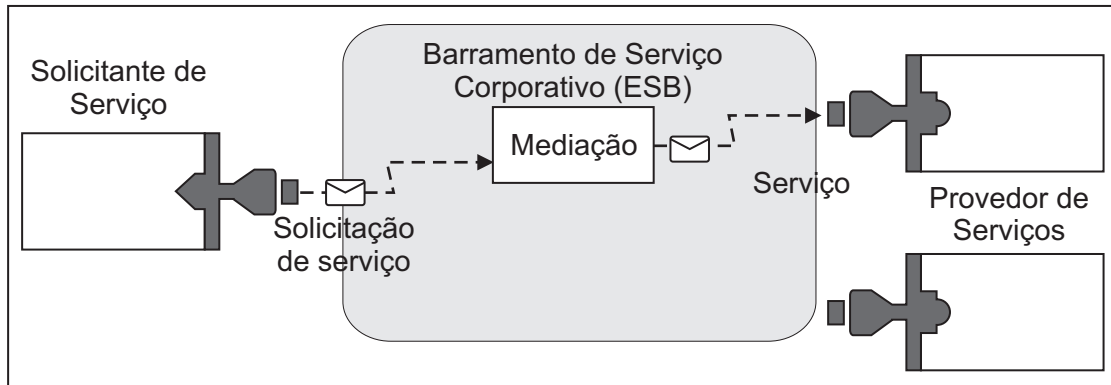 Solicitante de
Serviço
Barramento de Serviço
Corporativo (ESB)
Mediação
Solicitação
de serviço
Serviço
Provedor de
Serviços